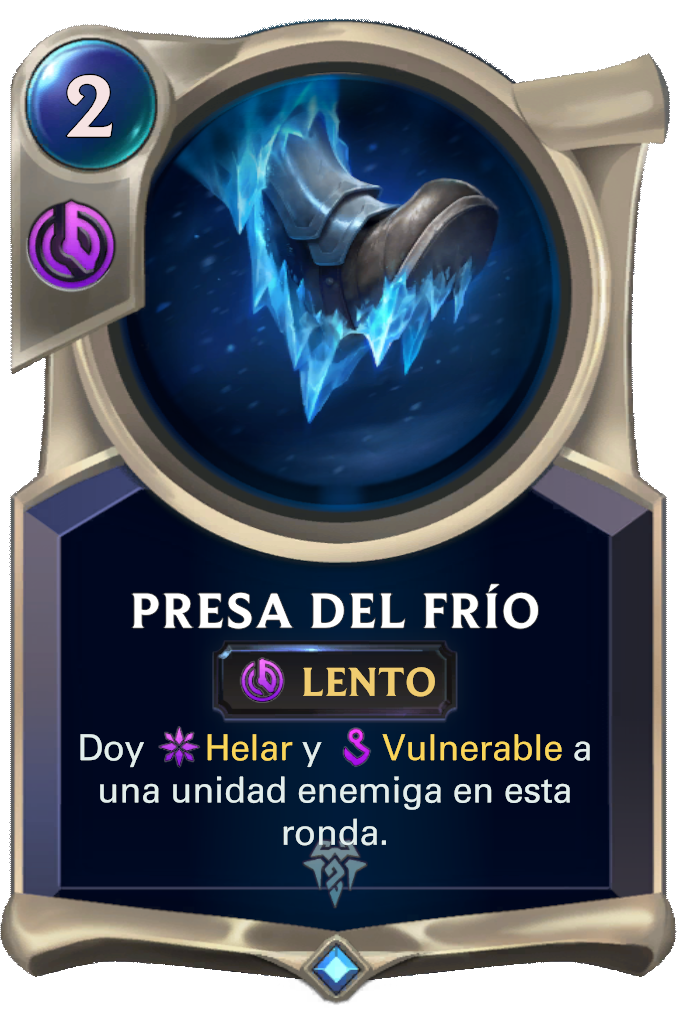 2
PRESA DEL FRÍO
LENTO
Doy Helar y Vulnerable a
una unidad enemiga en esta
ronda.